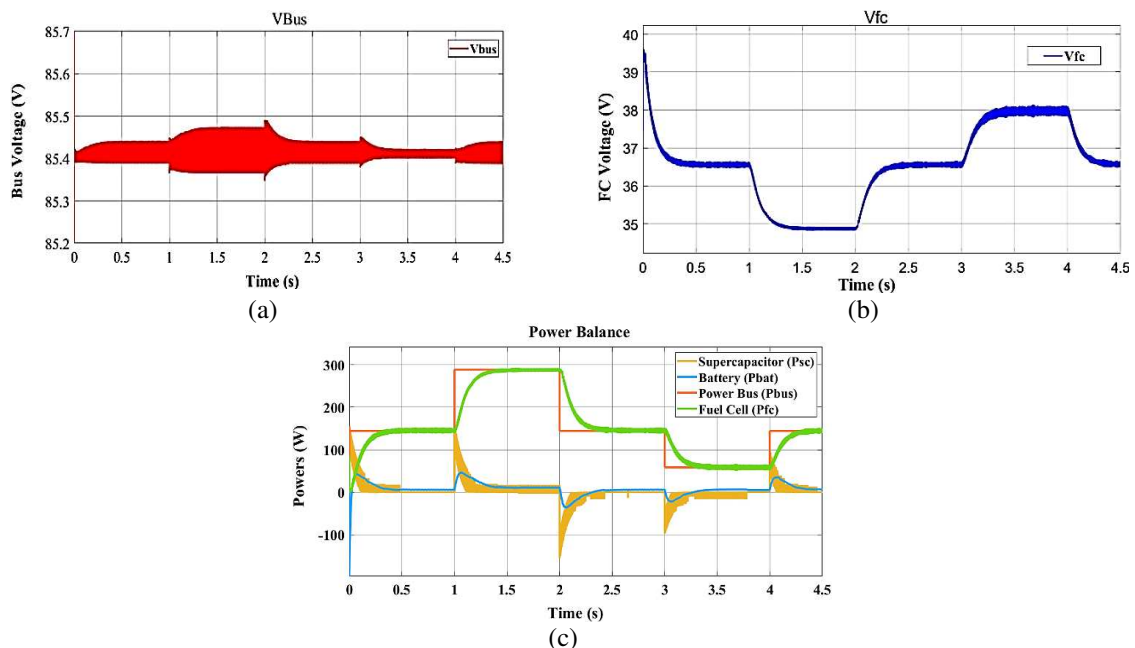 VBus
85.7
85.6
85.5
85.4
85.3
85.2
Bus Voltage (V)
Vbus
0 0.5 1 1.5 2 2.5 3 3.5 4 4.5
Time (s)
(a)
Vfc
40
39
38
37
36
35
FC Voltage (V)
Vfc
0 0.5 1 1.5 2 2.5 3 3.5 4 4.5
Time (s)
(b)
Power Balance
300
200
100
0
-100
Powers (W)
Supercapacitor (Psc)
Battery (Pbat)
Power Bus (Pbus)
Fuel Cell (Pfc)
0 0.5 1 1.5 2 2.5 3 3.5 4 4.5
Time (s)
(c)